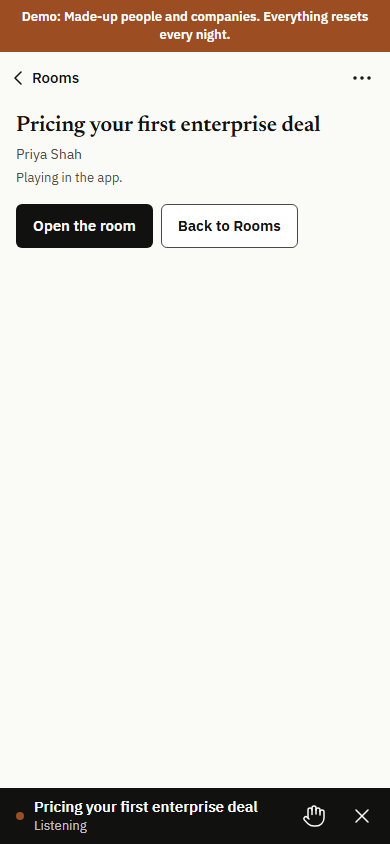 Demo: Made-up people and companies. Everything resets
every night.
Rooms
Pricing your first enterprise deal
Priya Shah
Playing in the app.
Open the room
Back to Rooms
Pricing your first enterprise deal
Listening